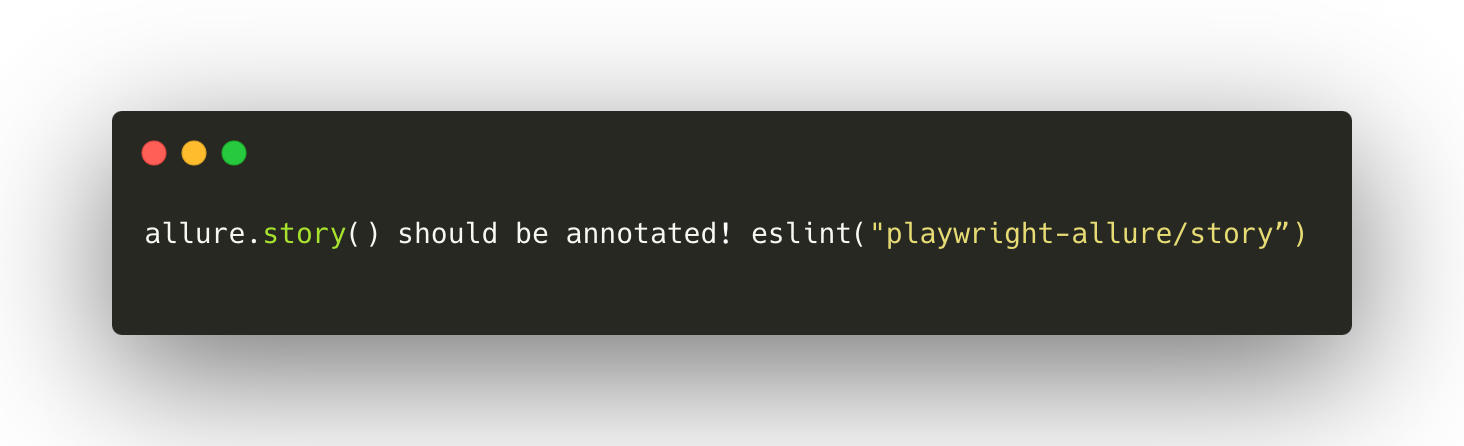 allure.story() should be annotated! eslint("playwright-allure/story”)